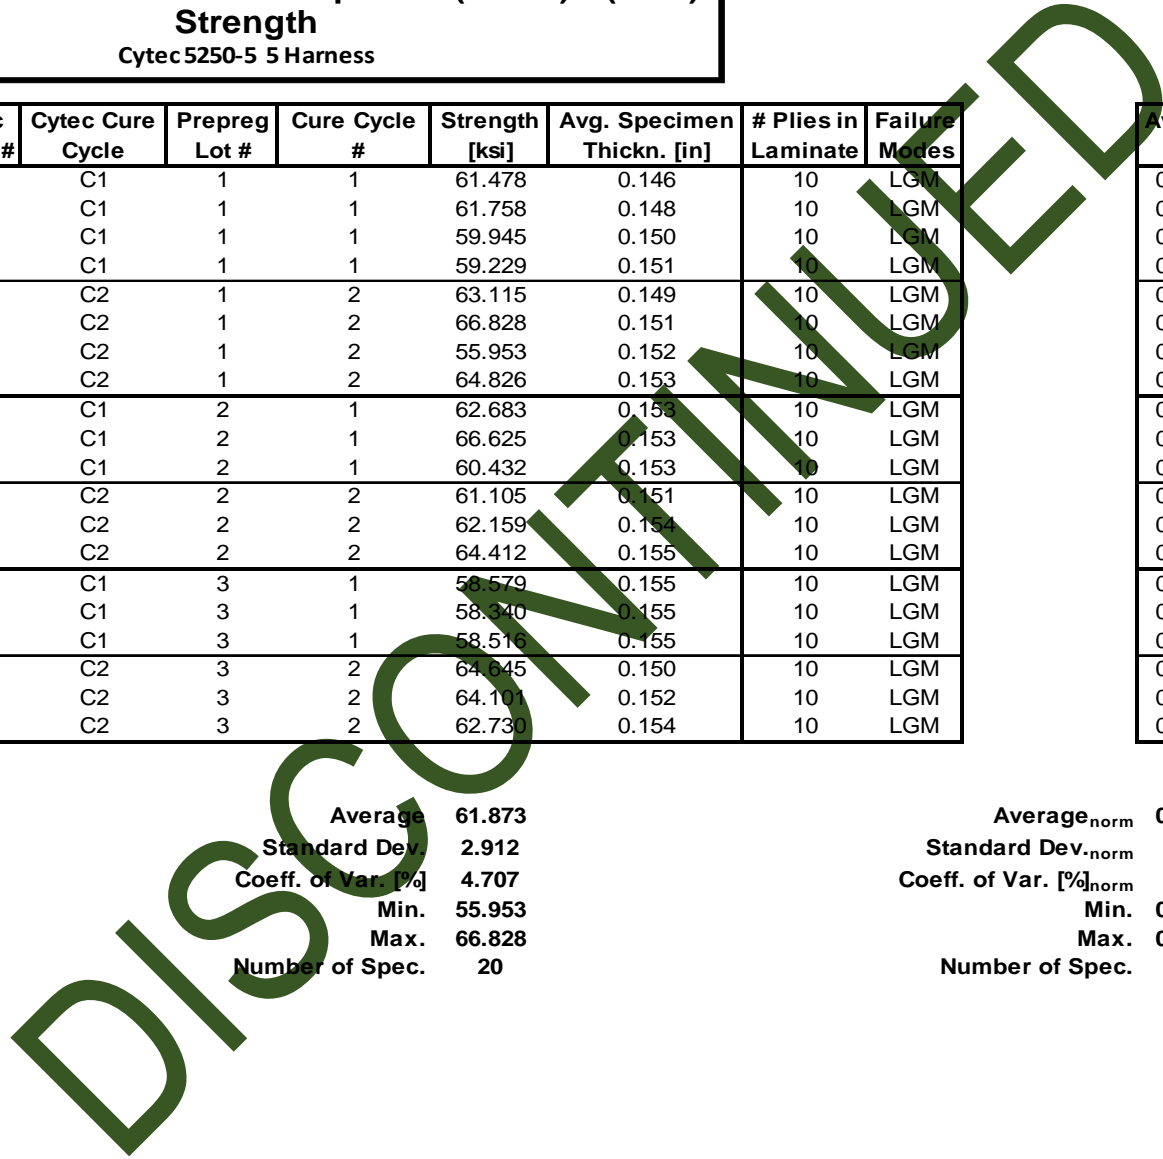 Strength
Cytec 5250-5 5 Harness
# Cytec Cure Cycle Prepreg Lot # Cure Cycle # Strength [ksi] Avg. Specimen Thickn. [in] # Plies in Laminate Failure Modes
C1 1 1 61.478 0.146 10 LGM
C1 1 1 61.758 0.148 10 LGM
C1 1 1 59.945 0.150 10 LGM
C1 1 1 59.229 0.151 10 LGM
C2 1 2 63.115 0.149 10 LGM
C2 1 2 66.828 0.151 10 LGM
C2 1 2 55.953 0.152 10 LGM
C2 1 2 64.826 0.153 10 LGM
C1 2 1 62.683 0.153 10 LGM
C1 2 1 66.625 0.153 10 LGM
C1 2 1 60.432 0.153 10 LGM
C2 2 2 61.105 0.151 10 LGM
C2 2 2 62.159 0.154 10 LGM
C2 2 2 64.412 0.155 10 LGM
C1 3 1 58.579 0.155 10 LGM
C1 3 1 58.340 0.155 10 LGM
C1 3 1 58.516 0.155 10 LGM
C2 3 2 64.645 0.150 10 LGM
C2 3 2 64.101 0.152 10 LGM
C2 3 2 62.730 0.154 10 LGM
Average 61.873 Average norm
Standard Dev. 2.912 Standard Dev. norm
Coeff. of Var. [%] 4.707 Coeff. of Var. [%] norm
Min. 55.953 Min.
Max. 66.828 Max.
Number of Spec. 20 Number of Spec.
DISCONTINUED